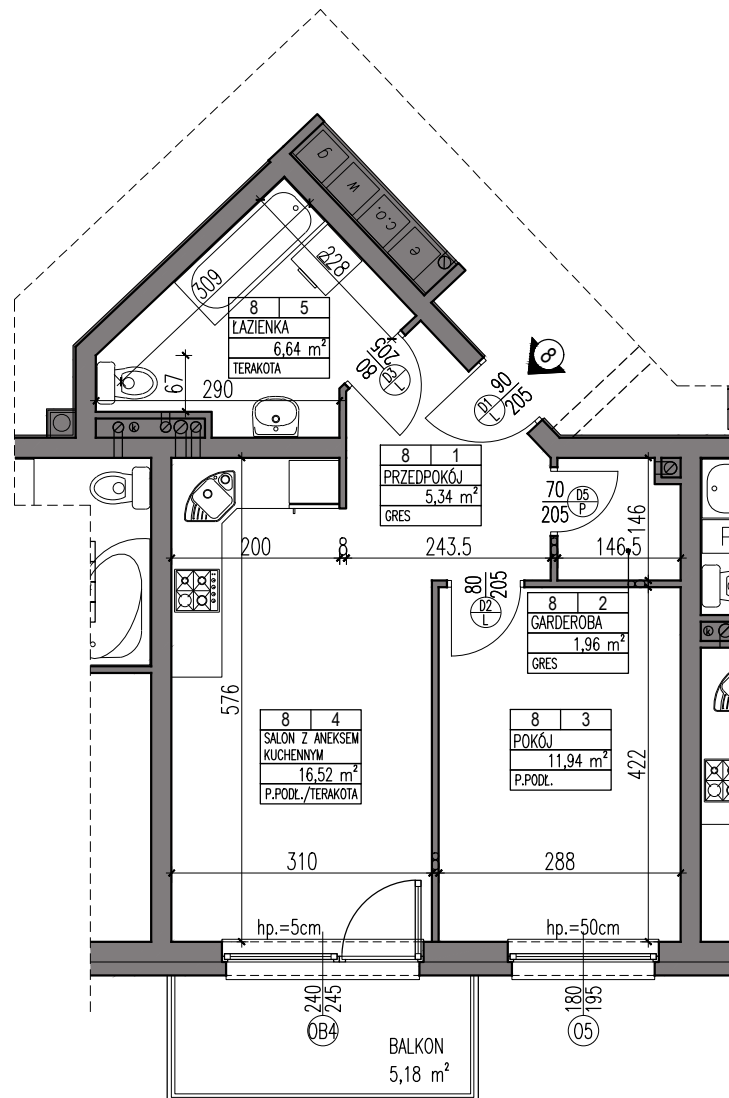 g
w
c.o.
e
309
228
8 5
ŁAZIENKA
6,64 m²
TERAKOTA
80
205
D3
L
67
290
90
205
D1
L
8
8 1
PRZEDPOKÓJ
5,34 m²
GRES
70
205
D5
P
146
200
8
243.5
146.5
80
205
D2
L
8 2
GARDEROBA
1,96 m²
GRES
576
8 4
SALON Z ANEKSEM
KUCHENNYM
16,52 m²
P.PODŁ./TERAKOTA
8 3
POKÓJ
11,94 m²
P.PODŁ.
422
310
288
hp.=5cm
hp.=50cm
240
245
OB4
180
195
O5
BALKON
5,18 m²